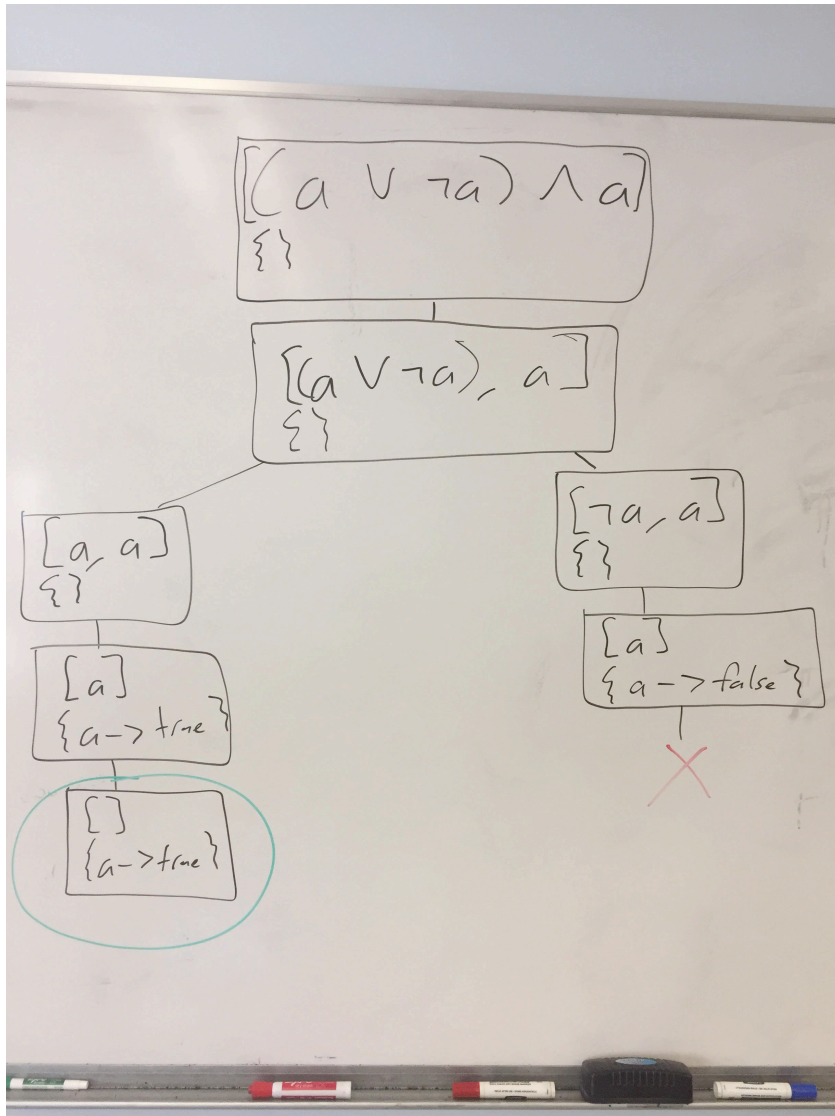 [(a ∨ ¬a) ∧ a]
{}
[(a ∨ ¬a), a]
{}
[a, a]
{}
[¬a, a]
{}
[a]
{a->true}
[a]
{a->false}
[]
{a->true}